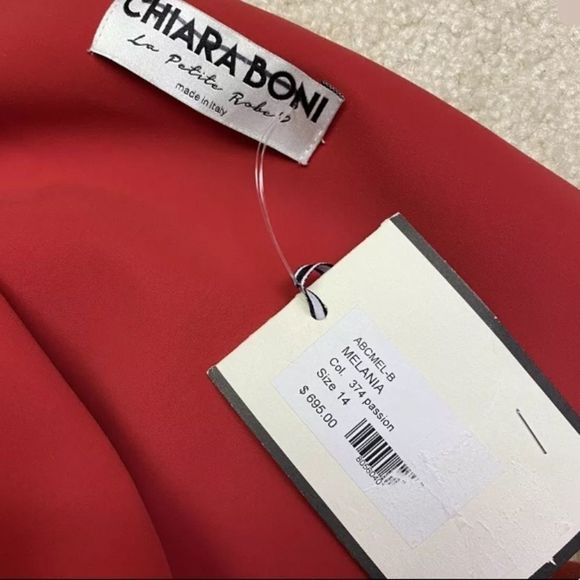 CHIARA BONI
La Petite Robe
made in Italy
ABCMEL-B
MELANIA
Col. 374 passion
Size 14
$ 695.00